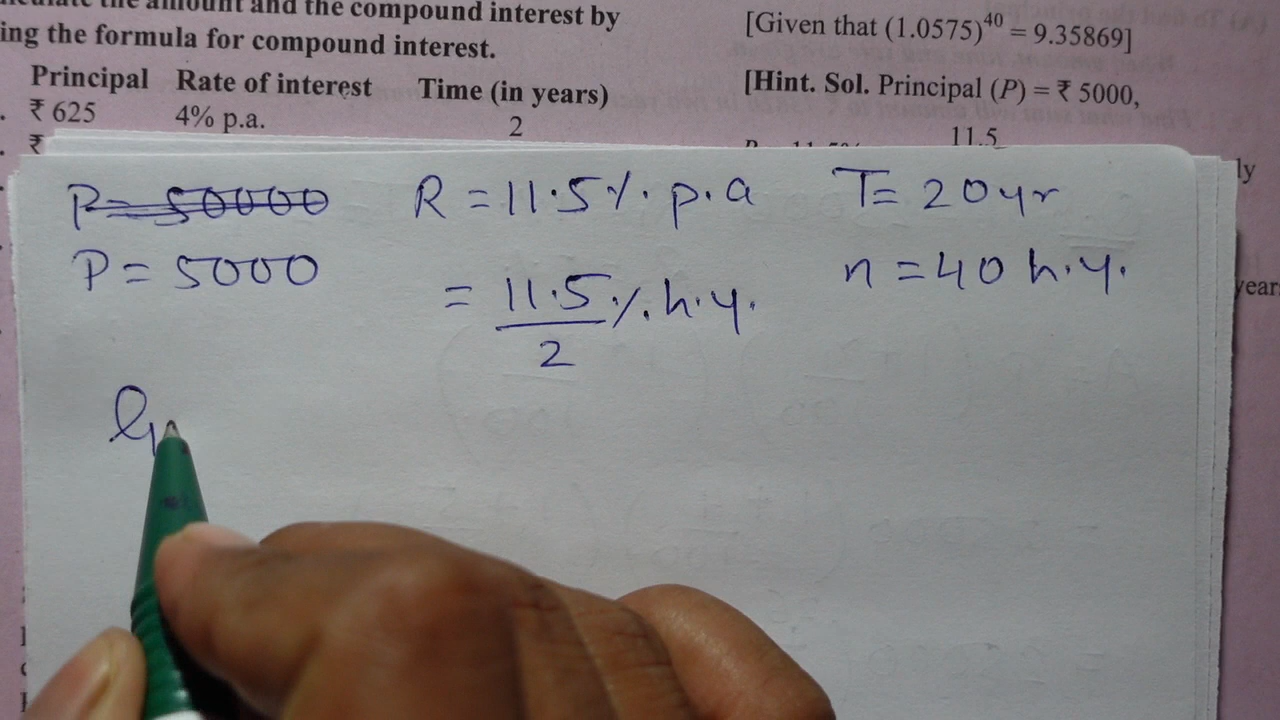 the amount and the compound interest by
ing the formula for compound interest.
Principal Rate of interest Time (in years)
. ₹ 625 4% p.a. 2
. ₹
[Given that (1.0575)^40 = 9.35869]
[Hint. Sol. Principal (P) = ₹ 5000,
11.5
ly
year
P = 50000 R = 11.5%. p.a T = 20 yr
P = 5000 = 11.5/2 %. h.y. n = 40 h.y.